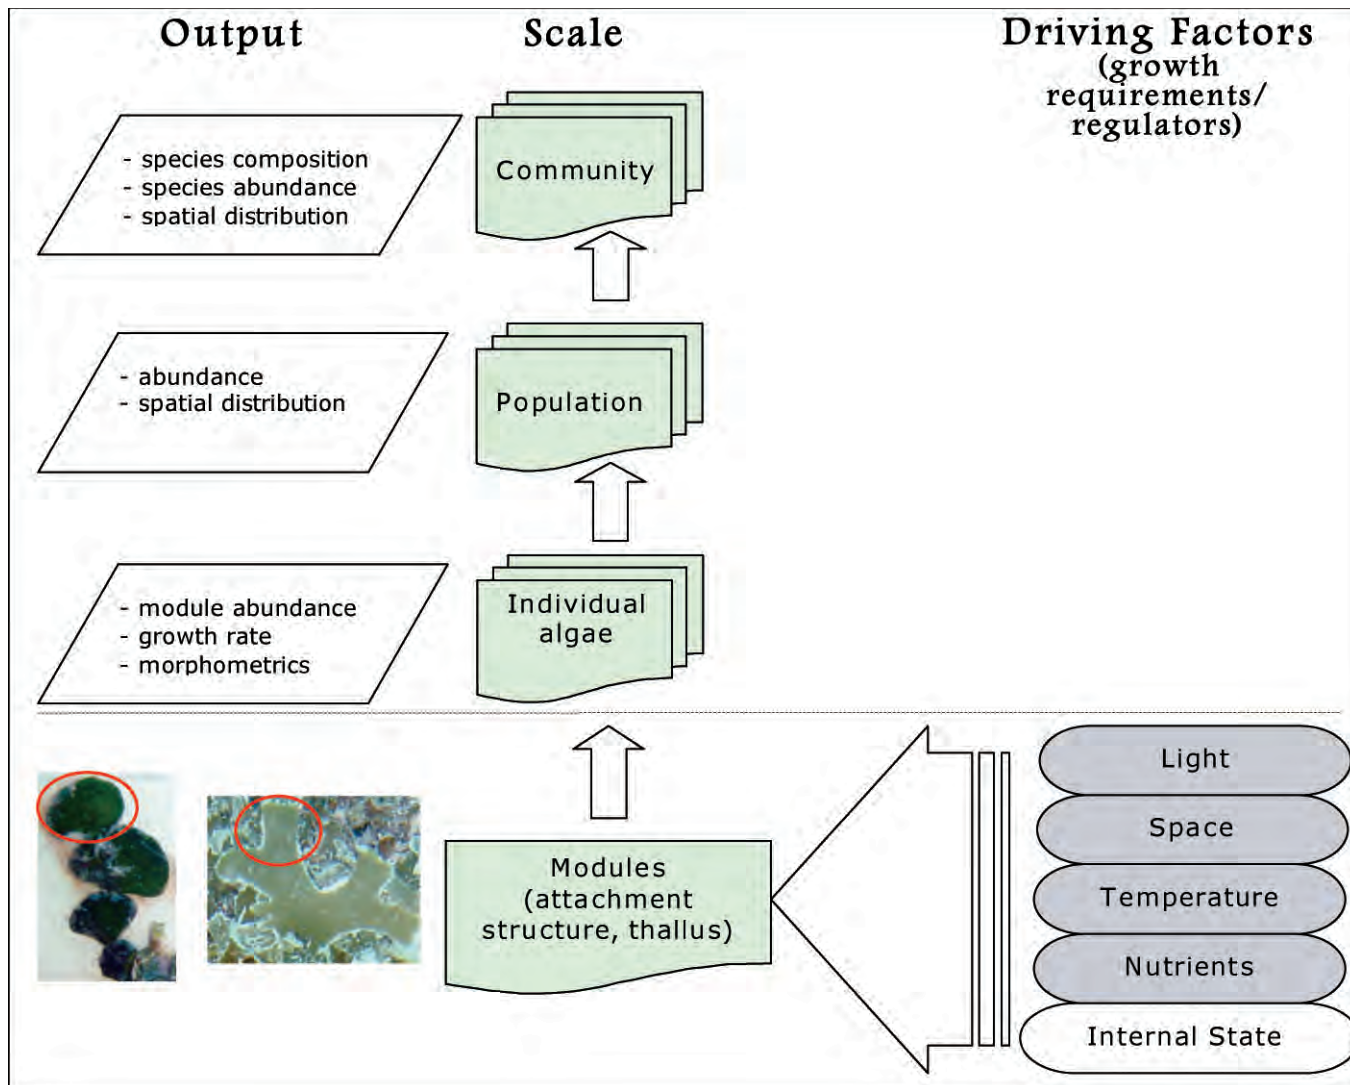 Output
Scale
Driving Factors
(growth
requirements/
regulators)
- species composition
- species abundance
- spatial distribution
Community
- abundance
- spatial distribution
Population
- module abundance
- growth rate
- morphometrics
Individual
algae
Modules
(attachment
structure, thallus)
Light
Space
Temperature
Nutrients
Internal State